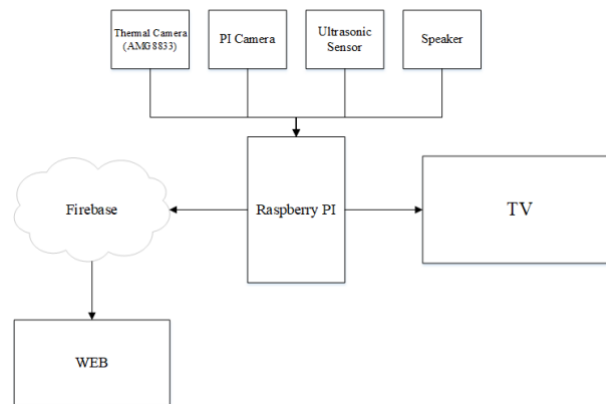 Thermal Camera
(AMG8833)
PI Camera
Ultrasonic
Sensor
Speaker
Firebase
Raspberry PI
TV
WEB